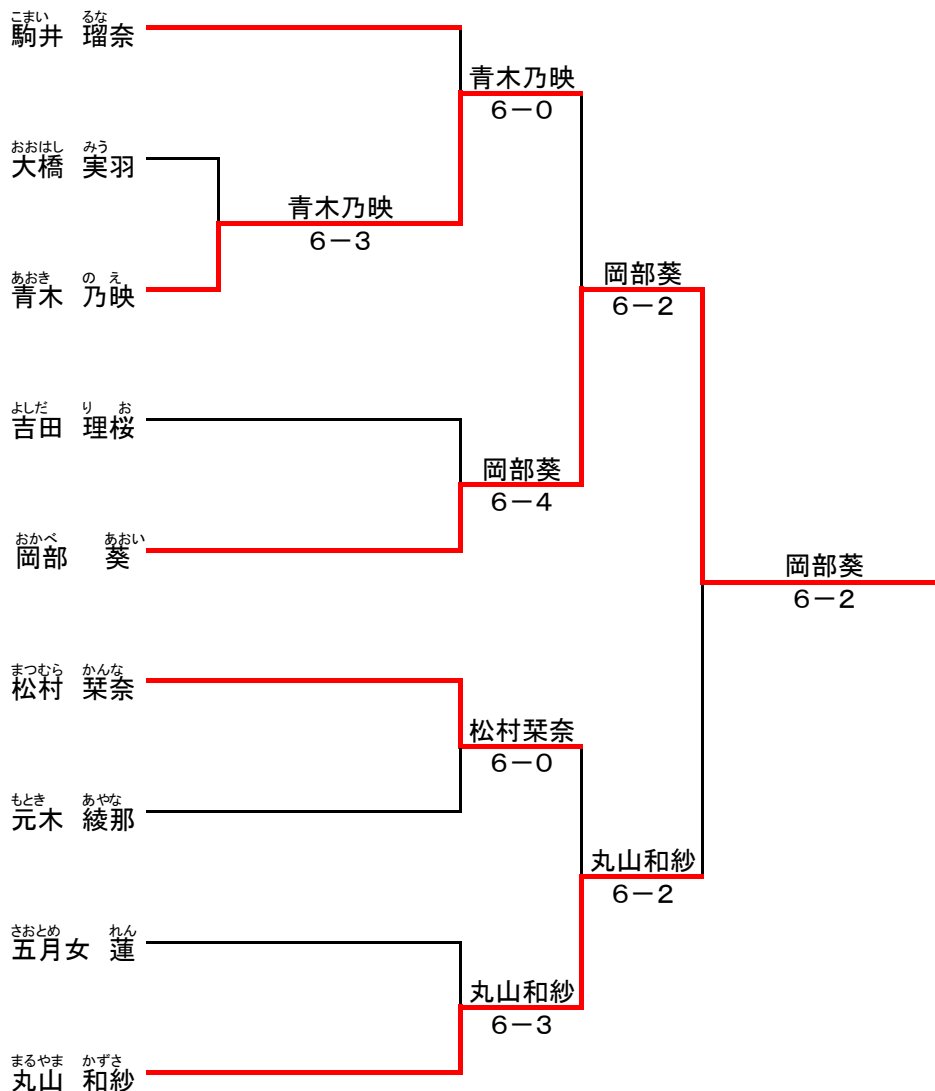 こまい　るな
駒井　瑠奈
青木乃映
6－0
おおはし　みう
大橋　実羽
青木乃映
6－3
あおき　の え
青木　乃映
岡部葵
6－2
よしだ　り お
吉田　理桜
岡部葵
6－4
おかべ　あおい
岡部　葵
岡部葵
6－2
まつむら　かんな
松村　栞奈
松村栞奈
6－0
もとき　あやな
元木　綾那
丸山和紗
6－2
さおとめ　れん
五月女　蓮
丸山和紗
6－3
まるやま　かずさ
丸山　和紗